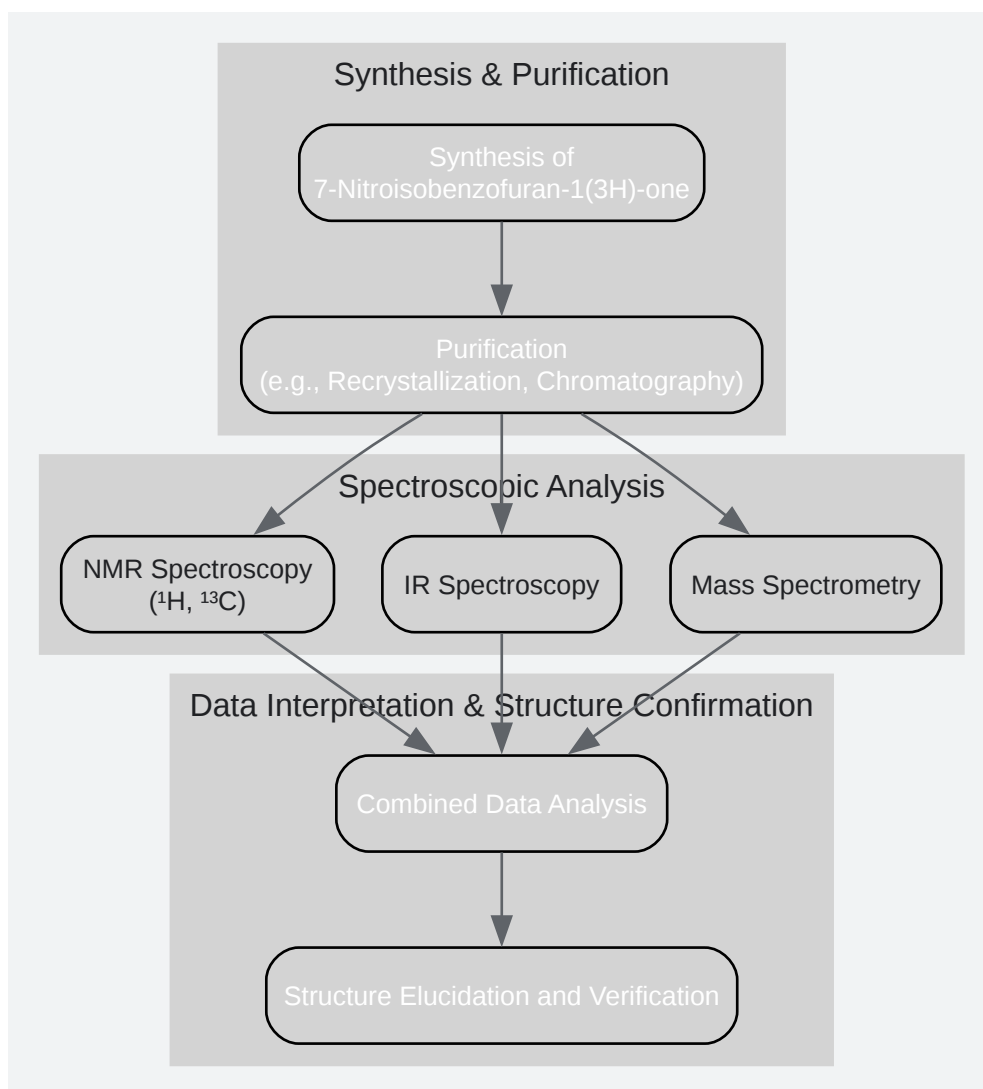 Synthesis & Purification
Synthesis of
7-Nitroisobenzofuran-1(3H)-one
Purification
(e.g., Recrystallization, Chromatography)
Spectroscopic Analysis
NMR Spectroscopy
(¹H, ¹³C)
IR Spectroscopy
Mass Spectrometry
Data Interpretation & Structure Confirmation
Combined Data Analysis
Structure Elucidation and Verification